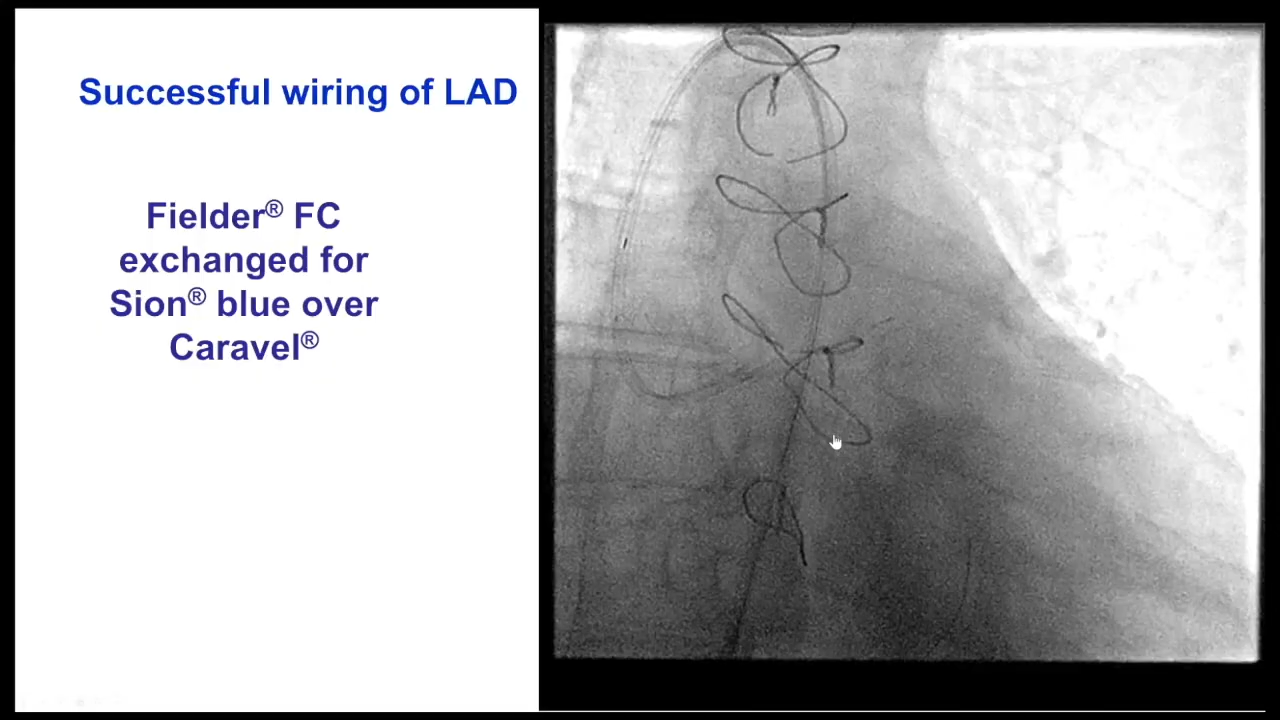 Successful wiring of LAD
Fielder® FC
exchanged for
Sion® blue over
Caravel®